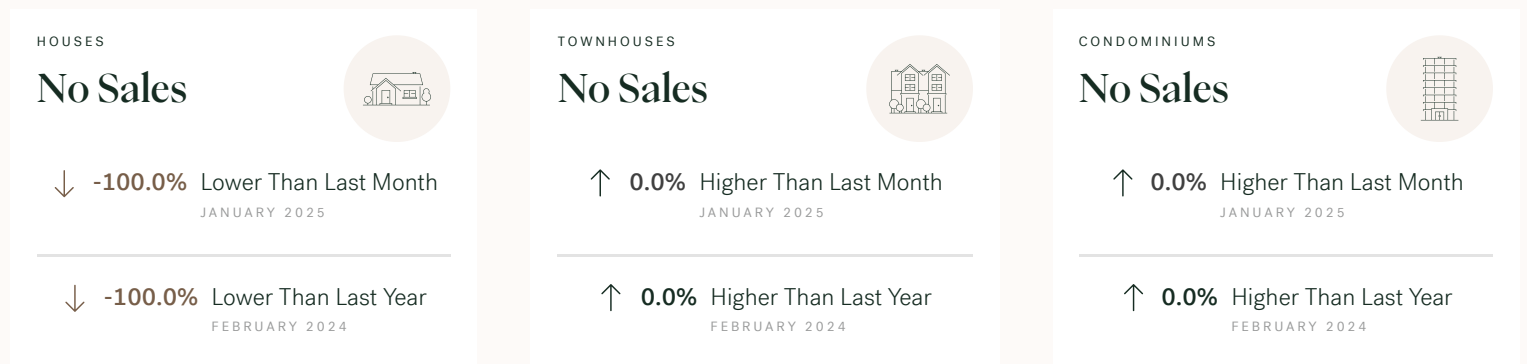 HOUSES
No Sales
-100.0% Lower Than Last Month
JANUARY 2025
-100.0% Lower Than Last Year
FEBRUARY 2024
TOWNHOUSES
No Sales
0.0% Higher Than Last Month
JANUARY 2025
0.0% Higher Than Last Year
FEBRUARY 2024
CONDOMINIUMS
No Sales
0.0% Higher Than Last Month
JANUARY 2025
0.0% Higher Than Last Year
FEBRUARY 2024